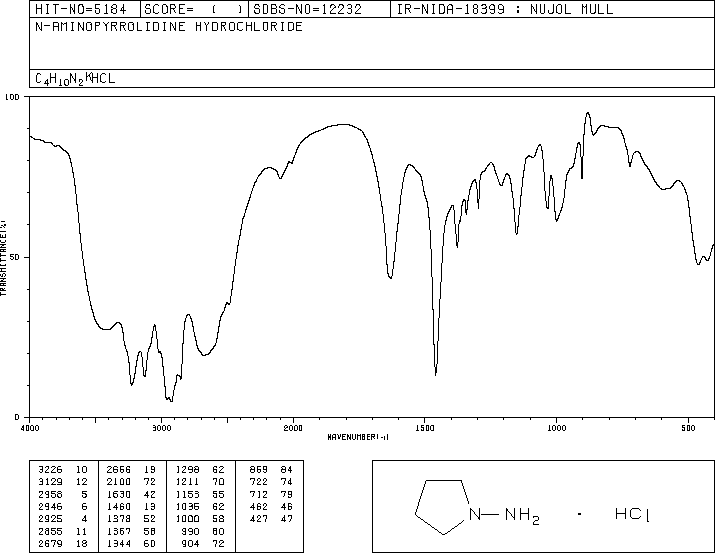 HIT-NO=5184 SCORE= ( ) SDBS-NO=12232 IR-NIDA-18399 : NUJOL MULL
N-AMINOPYRROLIDINE HYDROCHLORIDE
C4H10N2*HCL
100
50
0
TRANSMITTANCE(%)
4000 3000 2000 1500 1000 500
WAVENUMBER(-1)
3226 10 2666 19 1298 62 869 84
3129 12 2100 72 1211 70 722 74
2958 5 1630 42 1153 55 712 79
2946 6 1460 13 1036 62 462 46
2925 4 1378 52 1000 58 427 47
2855 11 1367 58 990 60
2679 18 1344 60 904 72
N — NH2 · HCl